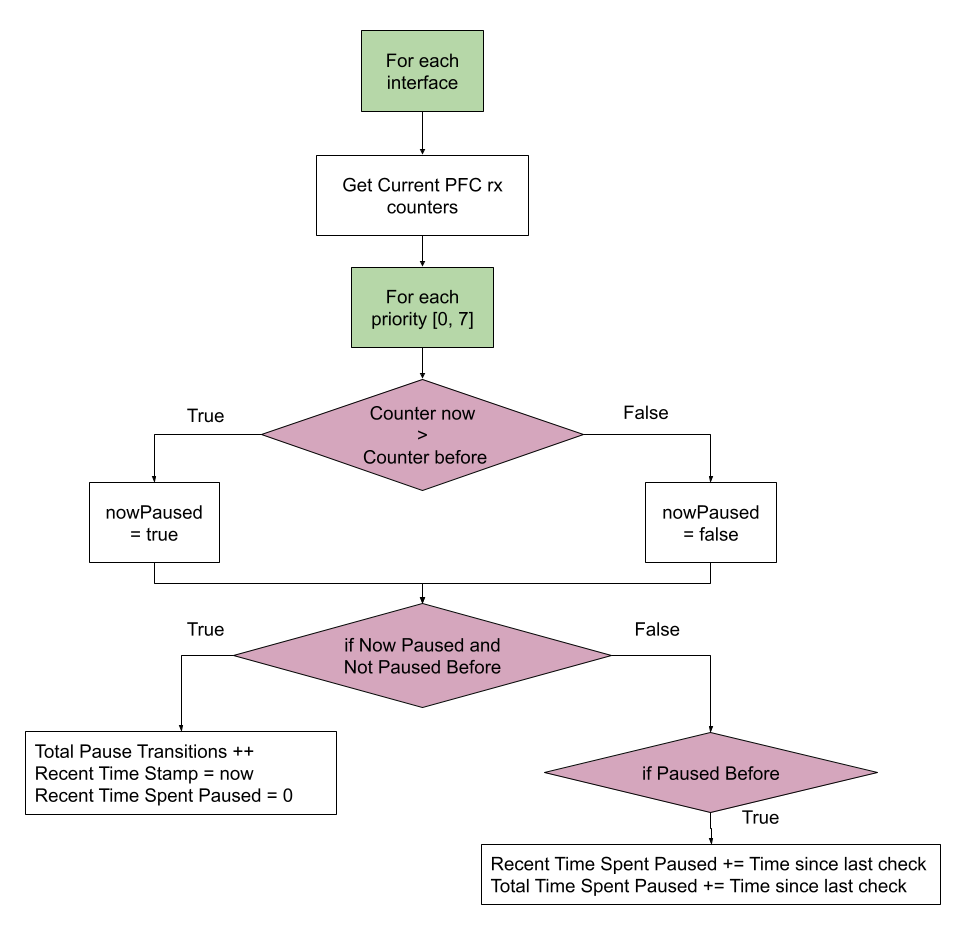 For each
interface
Get Current PFC rx
counters
For each
priority [0, 7]
Counter now
>
Counter before
True
False
nowPaused
= true
nowPaused
= false
if Now Paused and
Not Paused Before
True
False
Total Pause Transitions ++
Recent Time Stamp = now
Recent Time Spent Paused = 0
if Paused Before
True
Recent Time Spent Paused += Time since last check
Total Time Spent Paused += Time since last check